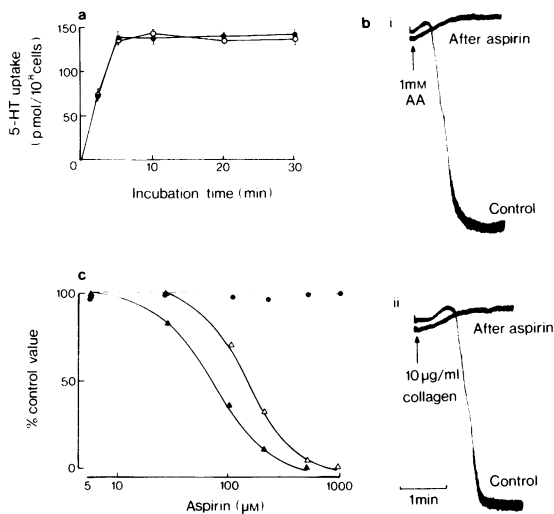 a
5-HT uptake
(pmol/10⁸cells)
150
100
50
0
0
10
20
30
Incubation time (min)
b
i
After aspirin
1mM
AA
Control
c
% control value
100
50
0
5
10
100
1000
Aspirin (μM)
ii
After aspirin
10 μg/ml
collagen
1min
Control